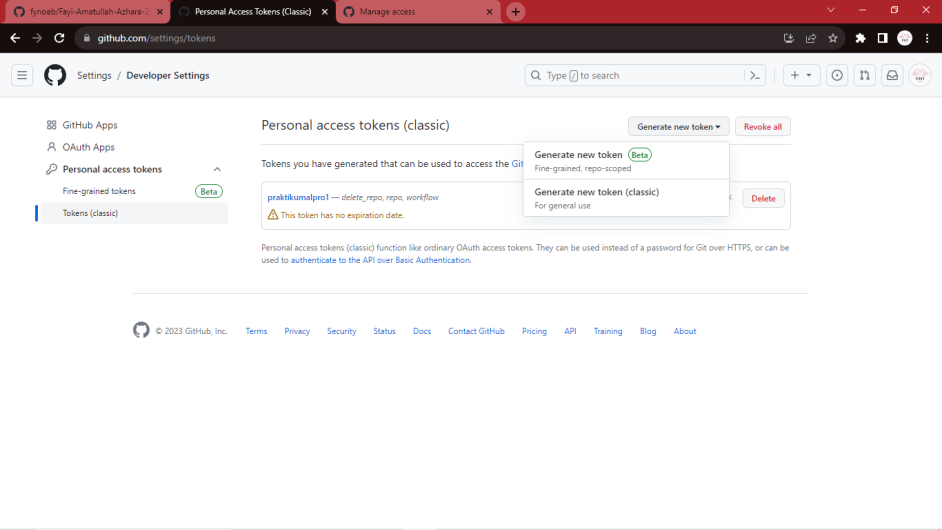 fynoeb/Fayi-Amatullah-Azhara-2
Personal Access Tokens (Classic)
Manage access
github.com/settings/tokens
Settings / Developer Settings
Type / to search
GitHub Apps
OAuth Apps
Personal access tokens
Fine-grained tokens Beta
Tokens (classic)
Personal access tokens (classic)
Generate new token
Revoke all
Generate new token Beta
Fine-grained, repo-scoped
Generate new token (classic)
For general use
Tokens you have generated that can be used to access the Git
praktikumalpro1 — delete_repo, repo, workflow
Delete
This token has no expiration date.
Personal access tokens (classic) function like ordinary OAuth access tokens. They can be used instead of a password for Git over HTTPS, or can be
used to authenticate to the API over Basic Authentication.
© 2023 GitHub, Inc. Terms Privacy Security Status Docs Contact GitHub Pricing API Training Blog About